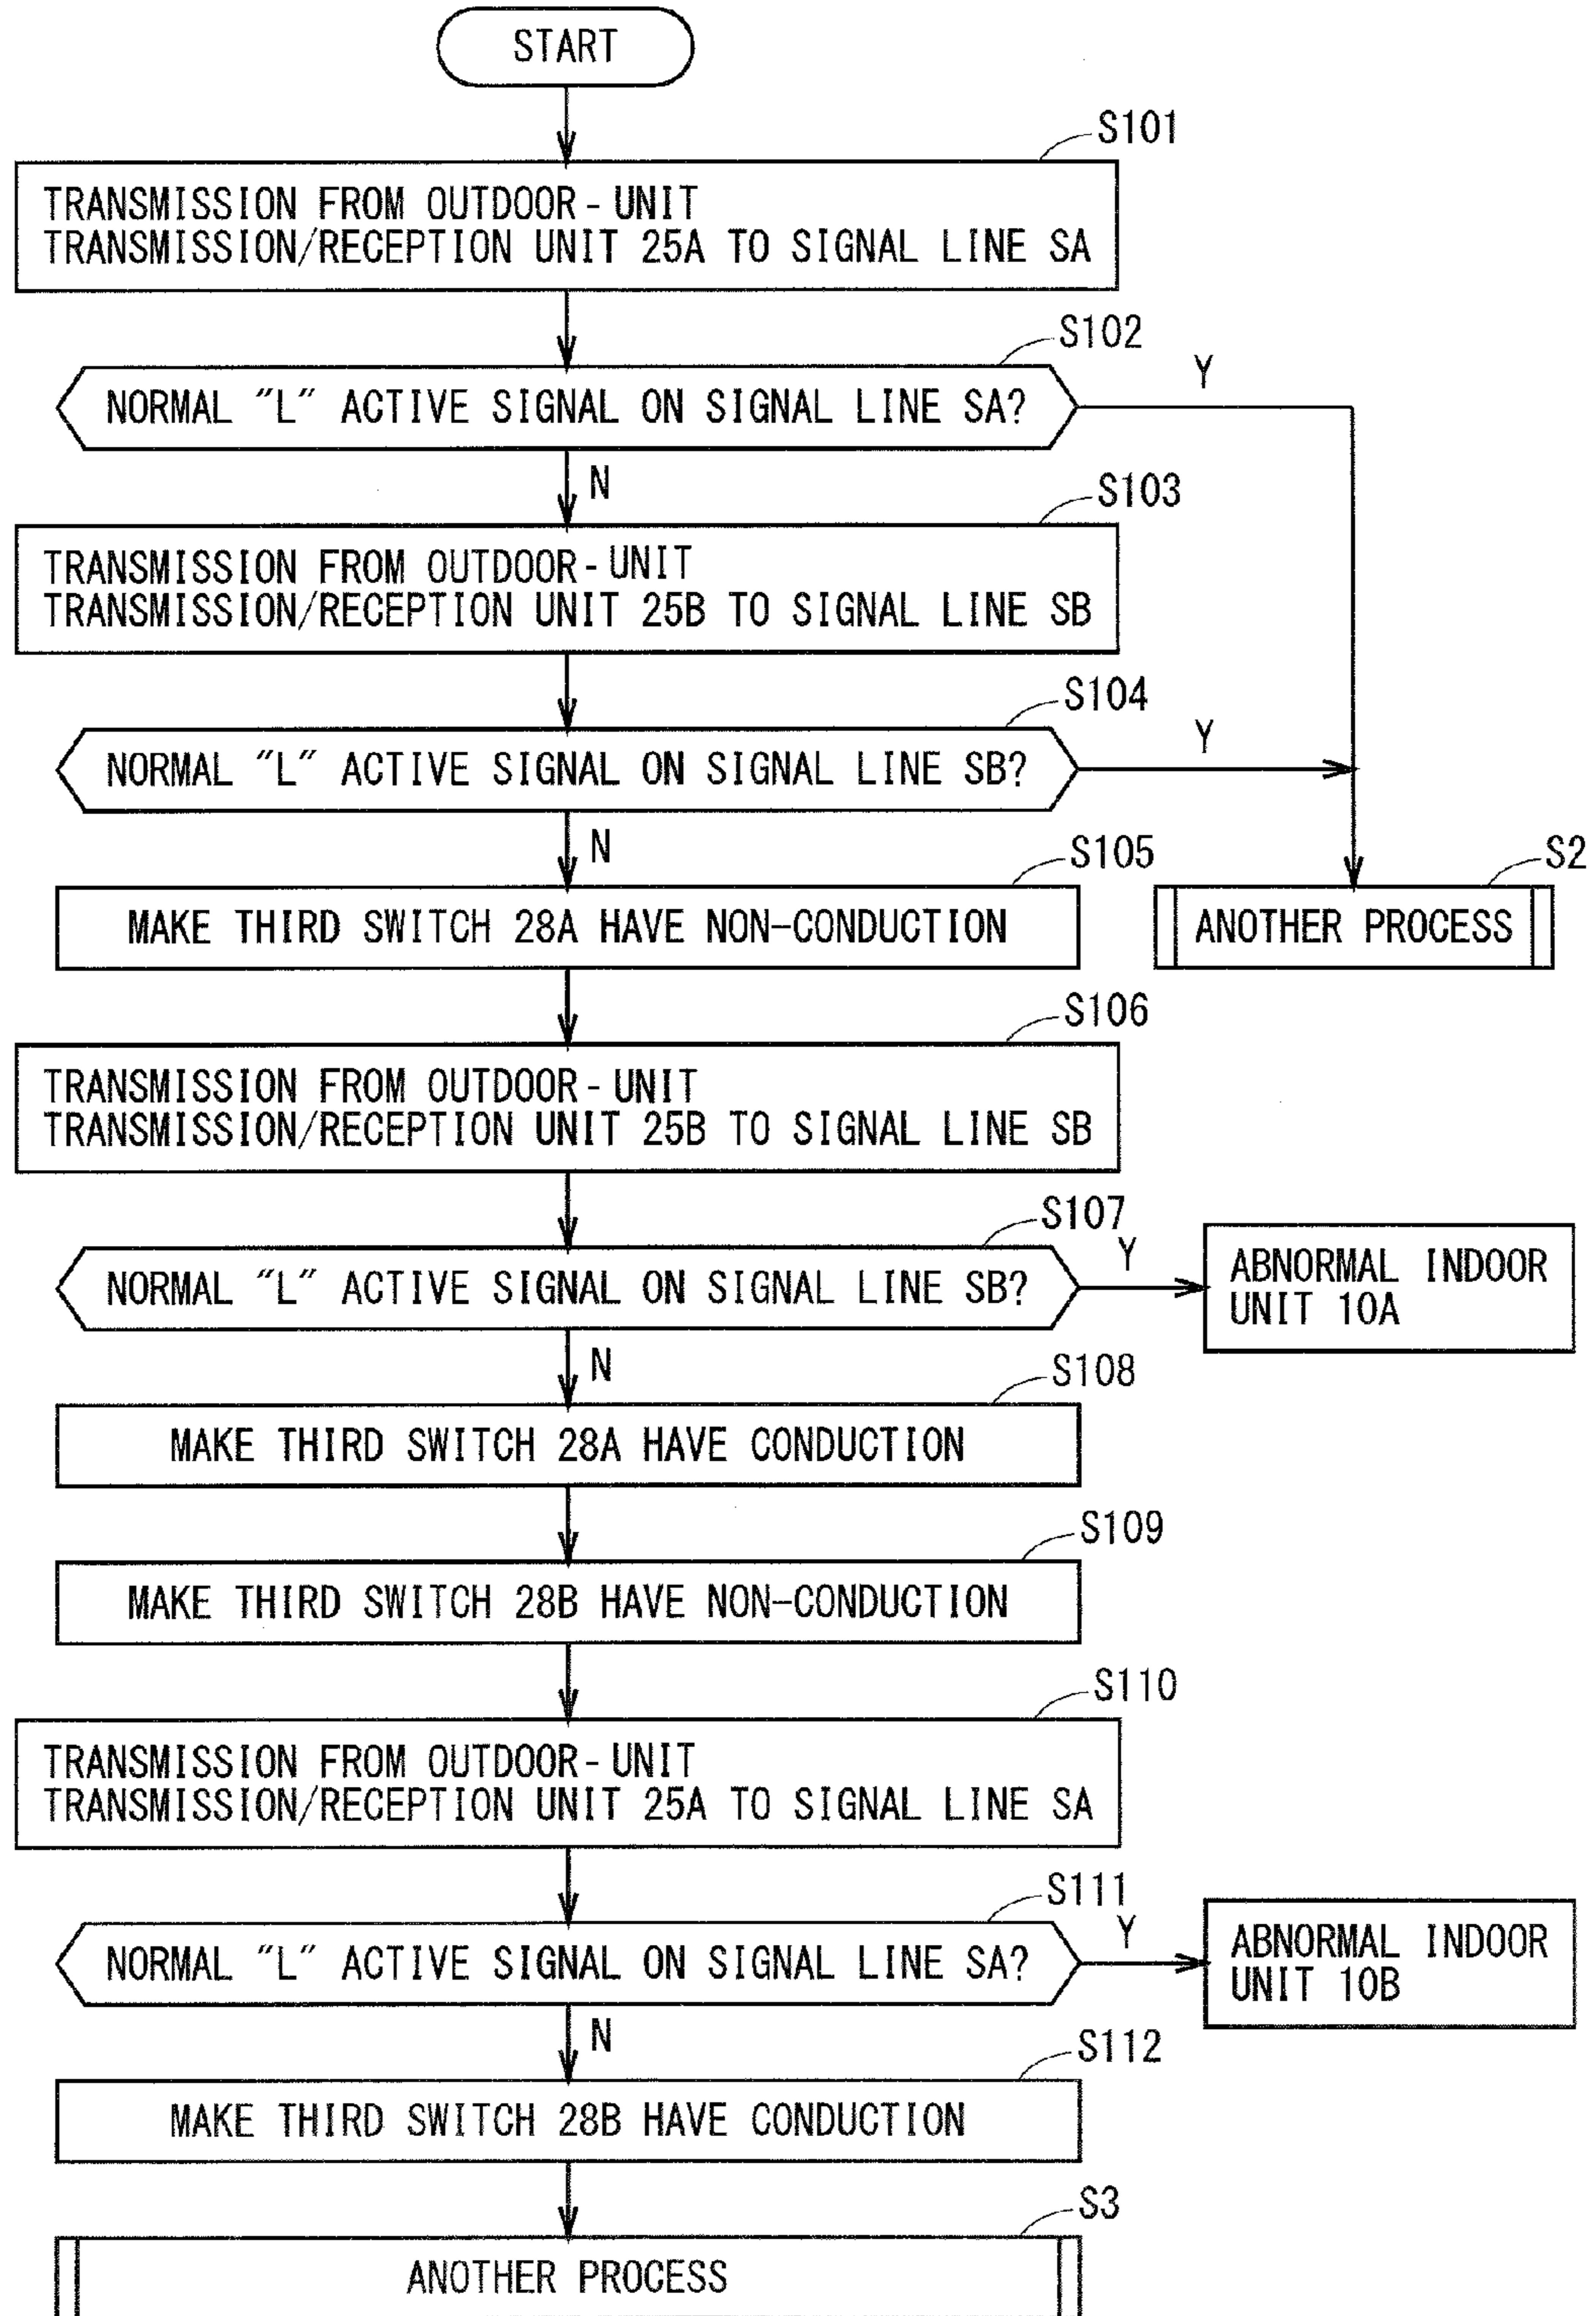 START
S101
TRANSMISSION FROM OUTDOOR-UNIT
TRANSMISSION/RECEPTION UNIT 25A TO SIGNAL LINE SA
S102
NORMAL "L" ACTIVE SIGNAL ON SIGNAL LINE SA?
Y
N
S103
TRANSMISSION FROM OUTDOOR-UNIT
TRANSMISSION/RECEPTION UNIT 25B TO SIGNAL LINE SB
S104
NORMAL "L" ACTIVE SIGNAL ON SIGNAL LINE SB?
Y
N
S105
MAKE THIRD SWITCH 28A HAVE NON-CONDUCTION
S2
ANOTHER PROCESS
S106
TRANSMISSION FROM OUTDOOR-UNIT
TRANSMISSION/RECEPTION UNIT 25B TO SIGNAL LINE SB
S107
NORMAL "L" ACTIVE SIGNAL ON SIGNAL LINE SB?
Y
ABNORMAL INDOOR
UNIT 10A
N
S108
MAKE THIRD SWITCH 28A HAVE CONDUCTION
S109
MAKE THIRD SWITCH 28B HAVE NON-CONDUCTION
S110
TRANSMISSION FROM OUTDOOR-UNIT
TRANSMISSION/RECEPTION UNIT 25A TO SIGNAL LINE SA
S111
NORMAL "L" ACTIVE SIGNAL ON SIGNAL LINE SA?
Y
ABNORMAL INDOOR
UNIT 10B
N
S112
MAKE THIRD SWITCH 28B HAVE CONDUCTION
S3
ANOTHER PROCESS